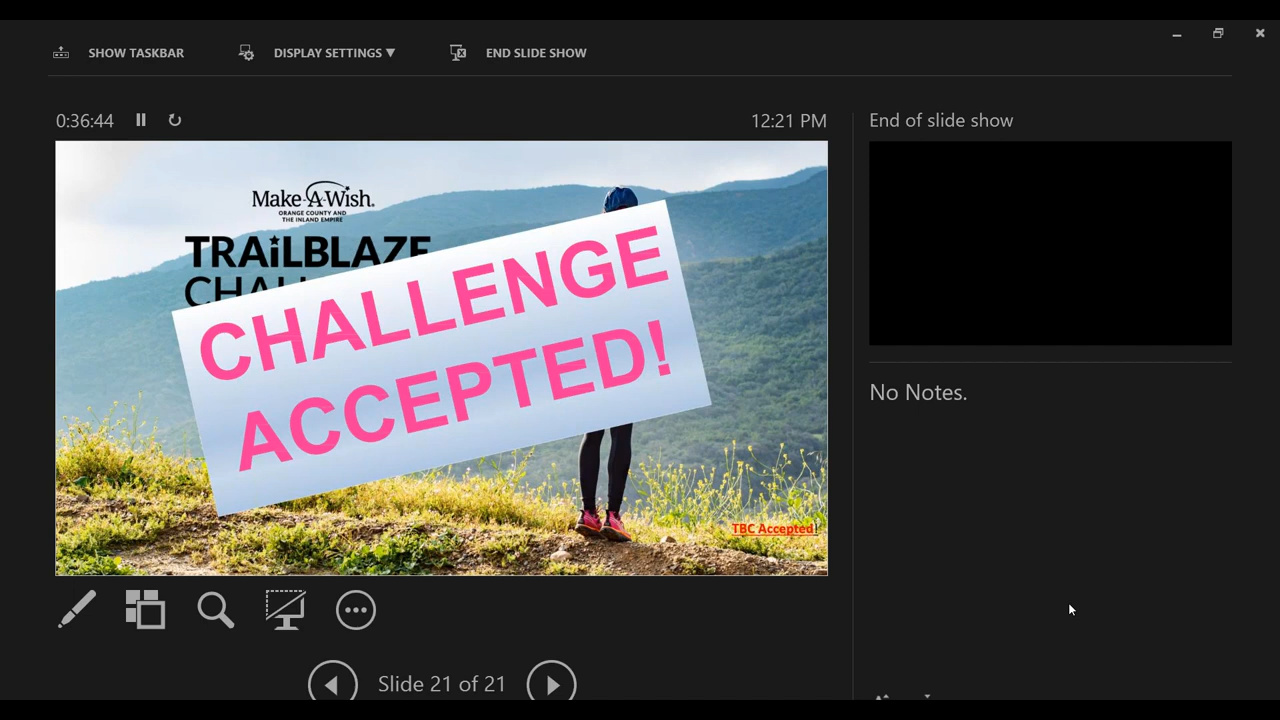 SHOW TASKBAR
DISPLAY SETTINGS ▼
END SLIDE SHOW
0:36:44
12:21 PM
End of slide show
Make-A-Wish.
ORANGE COUNTY AND
THE INLAND EMPIRE
TRAiLBLAZE
CHAL
CHALLENGE
ACCEPTED!
TBC Accepted!
No Notes.
Slide 21 of 21